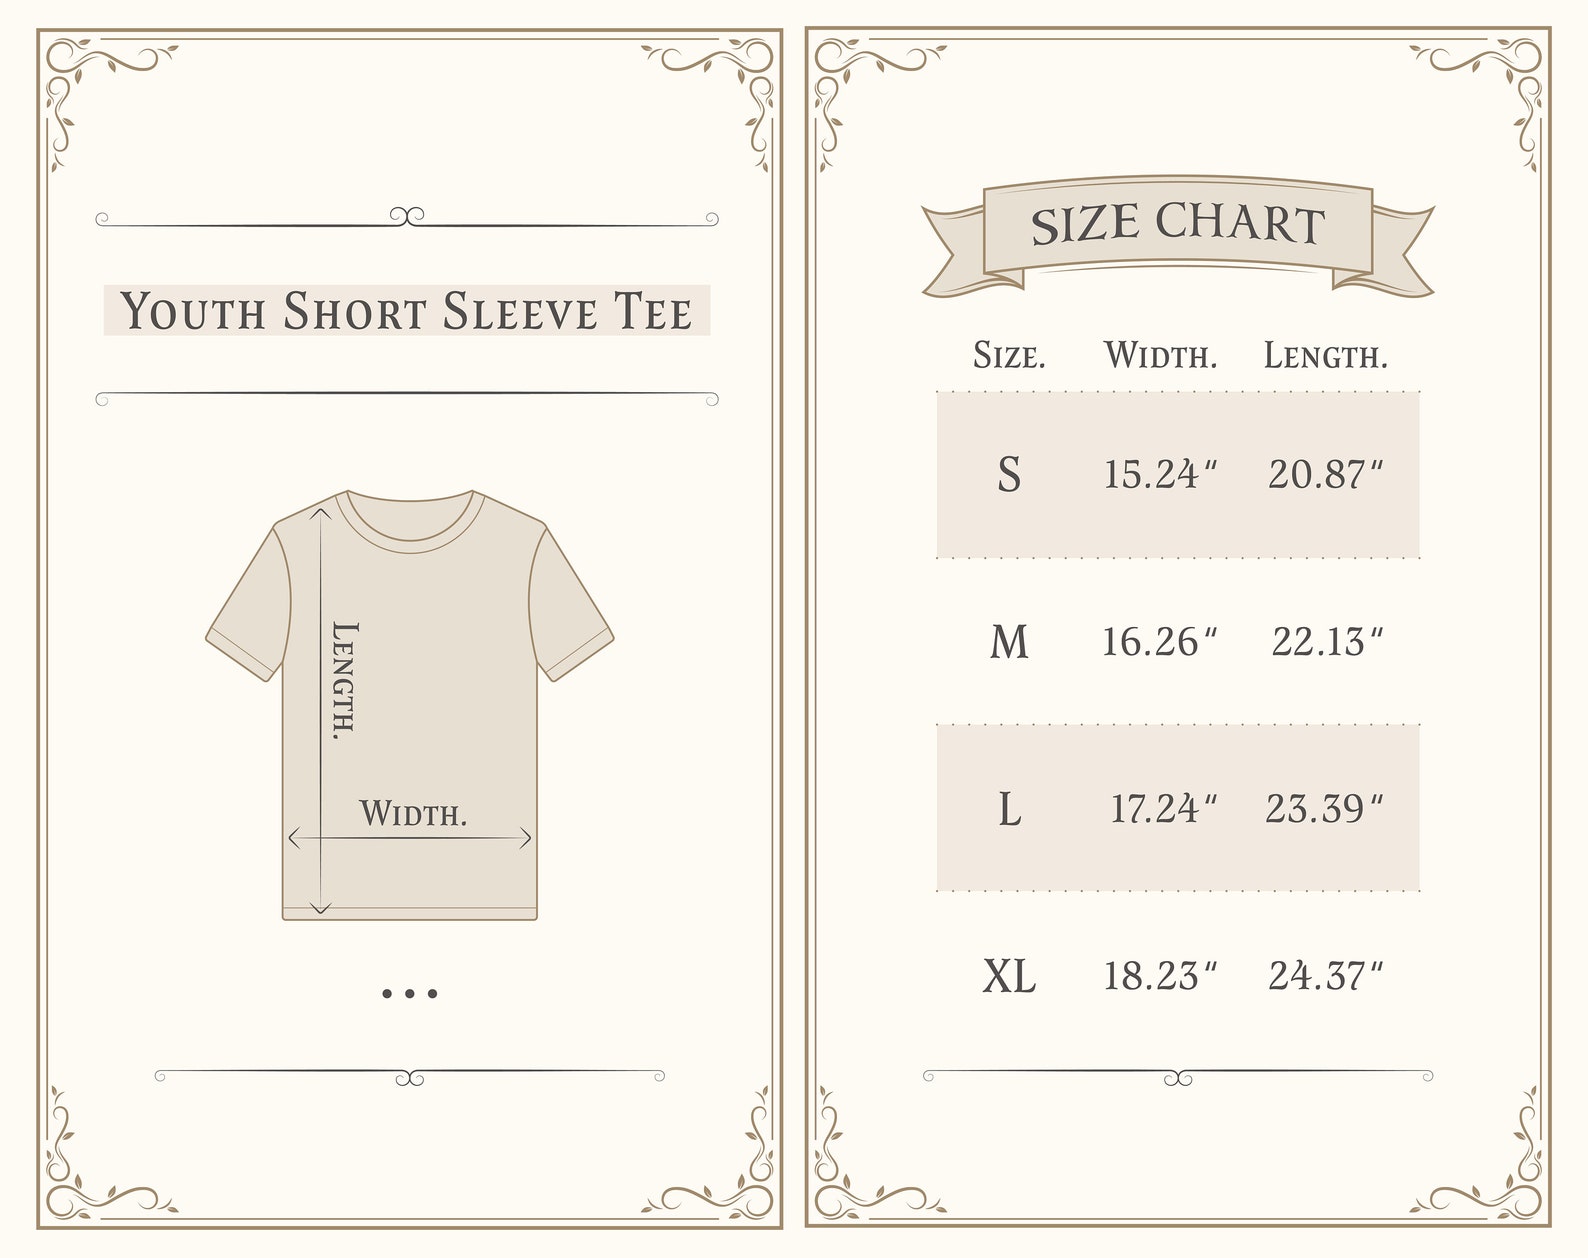 Youth Short Sleeve Tee
Length.
Width.
...
SIZE CHART
Size. Width. Length.
S 15.24" 20.87"
M 16.26" 22.13"
L 17.24" 23.39"
XL 18.23" 24.37"